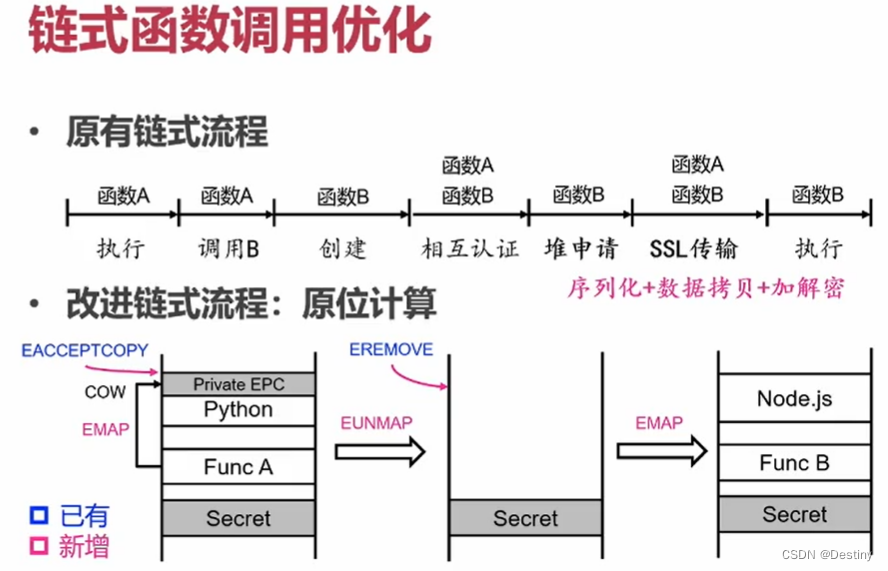 链式函数调用优化
• 原有链式流程
函数A 函数A
函数A 函数A 函数B 函数B 函数B 函数B 函数B
执行 调用B 创建 相互认证 堆申请 SSL传输 执行
序列化+数据拷贝+加解密
• 改进链式流程：原位计算
EACCEPTCOPY
COW
EMAP
Private EPC
Python
Func A
Secret
EUNMAP
EREMOVE
Secret
EMAP
Node.js
Func B
Secret
已有
新增
CSDN @Destiny